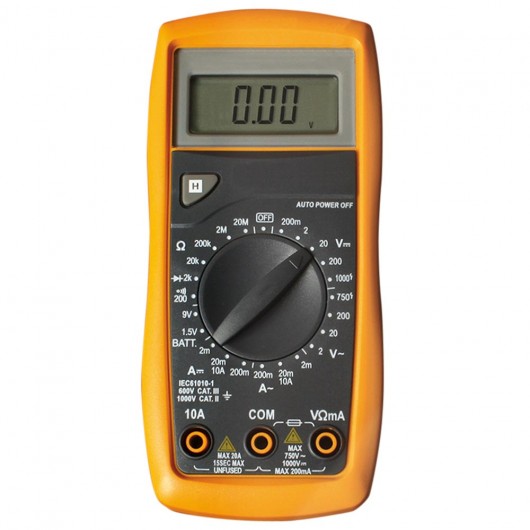 0.00
V
H
AUTO POWER OFF
OFF
20M 200m
2M 2
Ω 200k 20 V⎓
20k 200
2k 1000
200 750
9V 200
1.5V 20
BATT. 2m 2 V~
A⎓ 20m 200m 20m 2m
10A 200m 20m
10A
A~
IEC61010-1
600V CAT. III
1000V CAT. II
10A COM VΩmA
MAX 20A
15SEC MAX
UNFUSED
MAX
750V~
1000V⎓
MAX 200mA